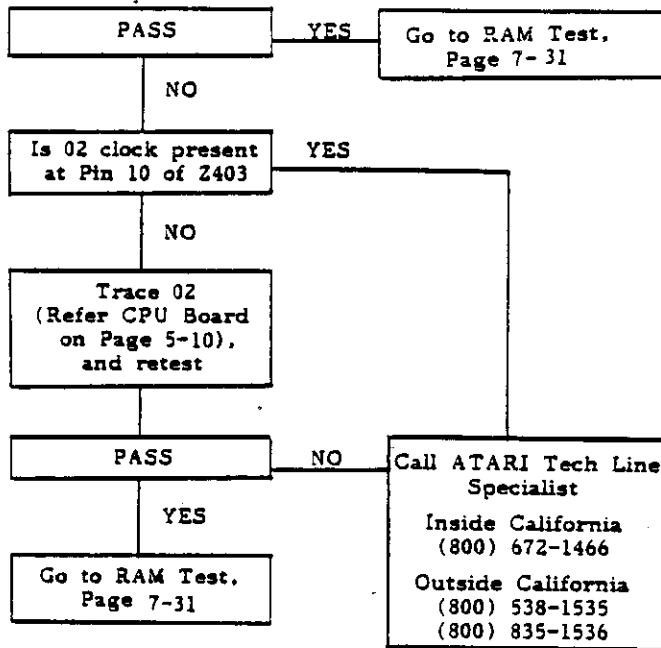 PASS
YES
Go to RAM Test,
Page 7-31
NO
Is 02 clock present
at Pin 10 of Z403
YES
NO
Trace 02
(Refer CPU Board
on Page 5-10),
and retest
PASS
NO
Call ATARI Tech Line
Specialist
Inside California
(800) 672-1466
Outside California
(800) 538-1535
(800) 835-1536
YES
Go to RAM Test.
Page 7-31